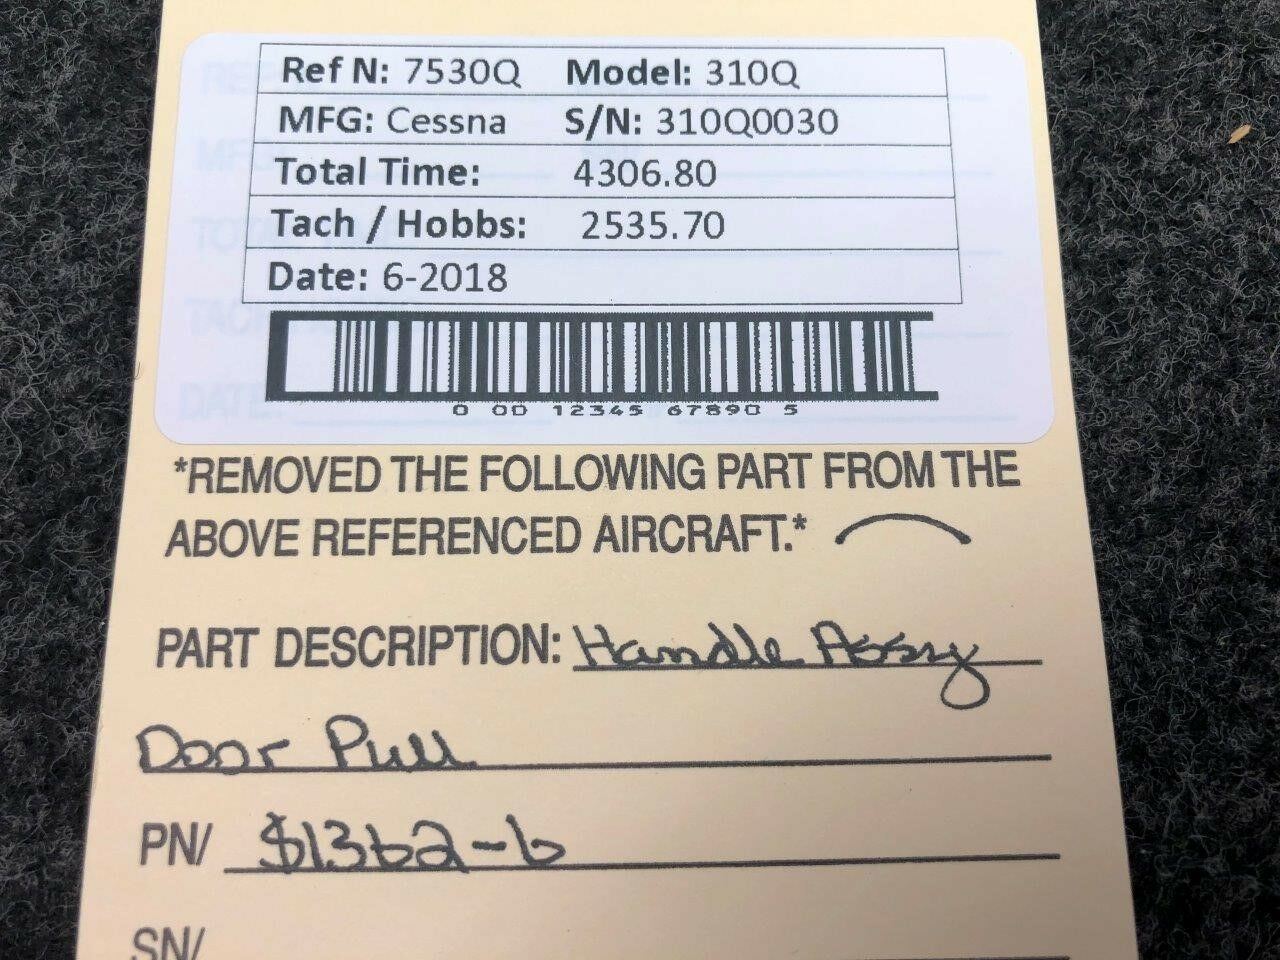 Ref N: 7530Q Model: 310Q
MFG: Cessna S/N: 310Q0030
Total Time: 4306.80
Tach / Hobbs: 2535.70
Date: 6-2018
0 00 12345 67890 5
*REMOVED THE FOLLOWING PART FROM THE
ABOVE REFERENCED AIRCRAFT.*
PART DESCRIPTION: Handle Assy
Door Pull
PN/ $1362-6
SN/